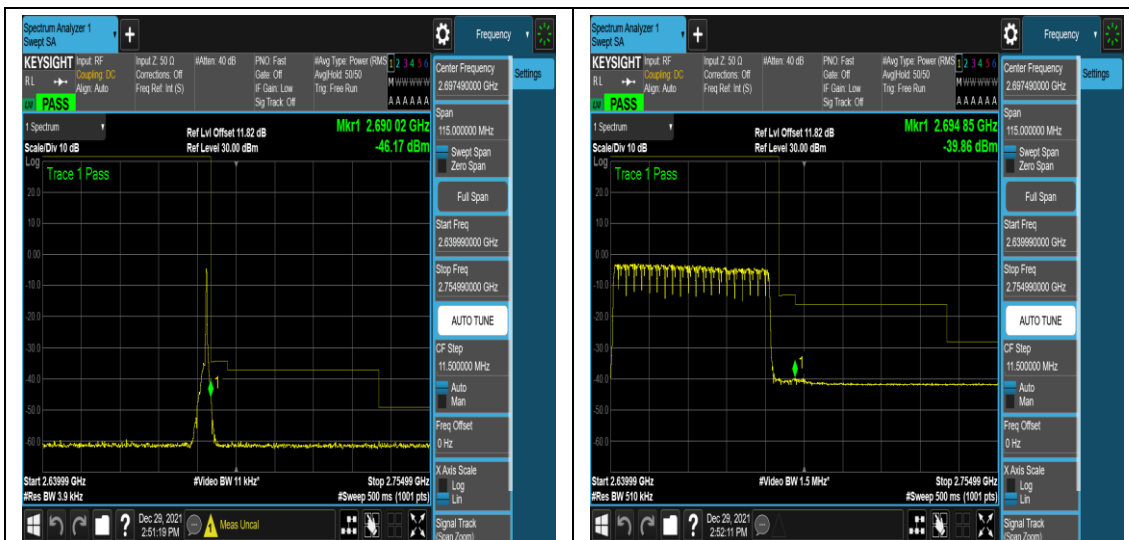 Spectrum Analyzer 1
Swept SA
Frequency
KEYSIGHT
R L
Input: RF
Coupling: DC
Align: Auto
Input Z: 50 Ω
Corrections: Off
Freq Ref: Int (S)
#Atten: 40 dB
PNO: Fast
Gate: Off
IF Gain: Low
Sig Track: Off
#Avg Type: Power (RMS
Avg|Hold: 50/50
Trig: Free Run
1 2 3 4 5 6
M W W W W W
A A A A A A
LV PASS
Center Frequency
2.697490000 GHz
Settings
Span
115.000000 MHz
Swept Span
Zero Span
Full Span
Start Freq
2.639990000 GHz
Stop Freq
2.754990000 GHz
AUTO TUNE
CF Step
11.500000 MHz
Auto
Man
Freq Offset
0 Hz
X Axis Scale
Log
Lin
Signal Track
(Span Zoom)
1 Spectrum
Scale/Div 10 dB
Ref Lvl Offset 11.82 dB
Ref Level 30.00 dBm
Mkr1 2.690 02 GHz
-46.17 dBm
Log
Trace 1 Pass
20.0
10.0
0.00
-10.0
-20.0
-30.0
-40.0
-50.0
-60.0
1
Start 2.63999 GHz
#Res BW 3.9 kHz
#Video BW 11 kHz*
Stop 2.75499 GHz
#Sweep 500 ms (1001 pts)
Dec 29, 2021
2:51:19 PM
Meas Uncal
Spectrum Analyzer 1
Swept SA
Frequency
KEYSIGHT
R L
Input: RF
Coupling: DC
Align: Auto
Input Z: 50 Ω
Corrections: Off
Freq Ref: Int (S)
#Atten: 40 dB
PNO: Fast
Gate: Off
IF Gain: Low
Sig Track: Off
#Avg Type: Power (RMS
Avg|Hold: 50/50
Trig: Free Run
1 2 3 4 5 6
M W W W W W
A A A A A A
LV PASS
Center Frequency
2.697490000 GHz
Settings
Span
115.000000 MHz
Swept Span
Zero Span
Full Span
Start Freq
2.639990000 GHz
Stop Freq
2.754990000 GHz
AUTO TUNE
CF Step
11.500000 MHz
Auto
Man
Freq Offset
0 Hz
X Axis Scale
Log
Lin
Signal Track
(Span Zoom)
1 Spectrum
Scale/Div 10 dB
Ref Lvl Offset 11.82 dB
Ref Level 30.00 dBm
Mkr1 2.694 85 GHz
-39.86 dBm
Log
Trace 1 Pass
20.0
10.0
0.00
-10.0
-20.0
-30.0
-40.0
-50.0
-60.0
1
Start 2.63999 GHz
#Res BW 510 kHz
#Video BW 1.5 MHz*
Stop 2.75499 GHz
#Sweep 500 ms (1001 pts)
Dec 29, 2021
2:52:11 PM